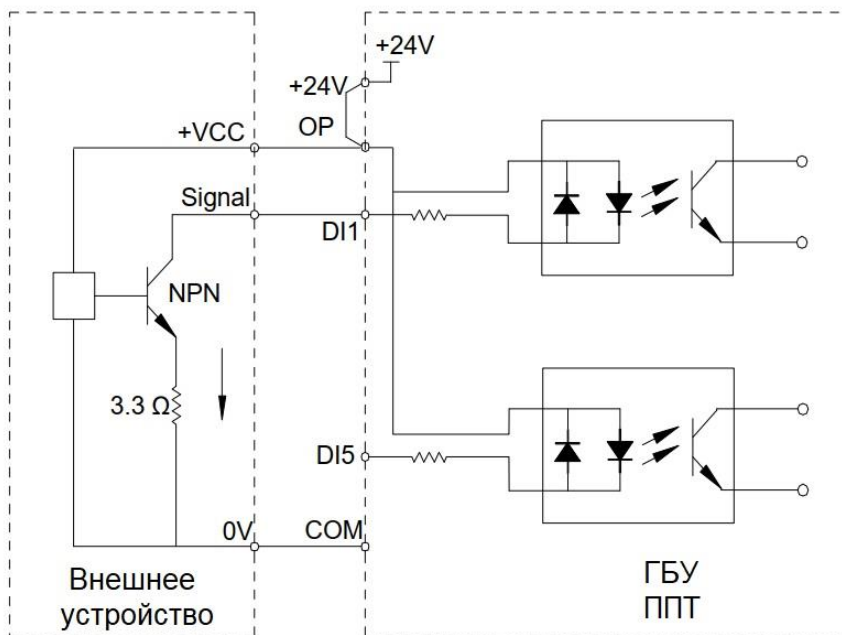 +24V
+24V
+VCC
OP
Signal
DI1
NPN
3.3 Ω
DI5
0V
COM
Внешнее
устройство
ГБУ
ППТ